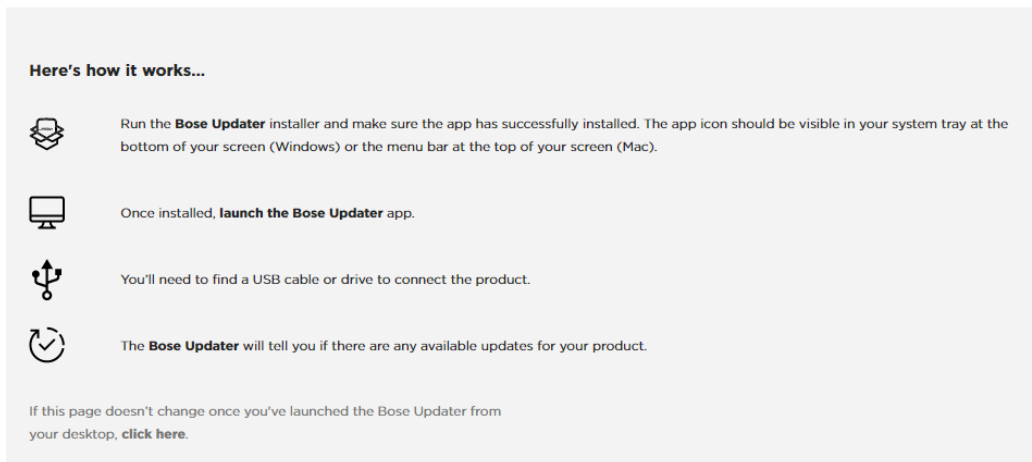 Here's how it works...
Run the Bose Updater installer and make sure the app has successfully installed. The app icon should be visible in your system tray at the
bottom of your screen (Windows) or the menu bar at the top of your screen (Mac).
Once installed, launch the Bose Updater app.
You'll need to find a USB cable or drive to connect the product.
The Bose Updater will tell you if there are any available updates for your product.
If this page doesn't change once you've launched the Bose Updater from
your desktop, click here.